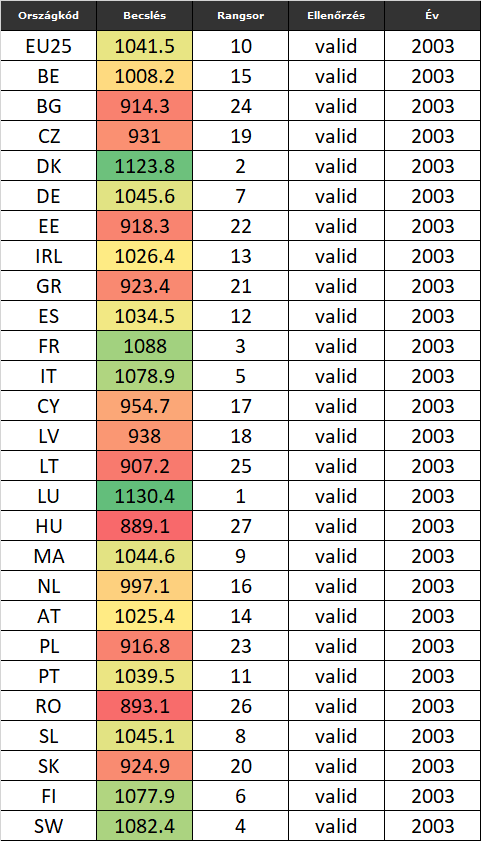 Országkód Becslés Rangsor Ellenőrzés Év
EU25 1041.5 10 valid 2003
BE 1008.2 15 valid 2003
BG 914.3 24 valid 2003
CZ 931 19 valid 2003
DK 1123.8 2 valid 2003
DE 1045.6 7 valid 2003
EE 918.3 22 valid 2003
IRL 1026.4 13 valid 2003
GR 923.4 21 valid 2003
ES 1034.5 12 valid 2003
FR 1088 3 valid 2003
IT 1078.9 5 valid 2003
CY 954.7 17 valid 2003
LV 938 18 valid 2003
LT 907.2 25 valid 2003
LU 1130.4 1 valid 2003
HU 889.1 27 valid 2003
MA 1044.6 9 valid 2003
NL 997.1 16 valid 2003
AT 1025.4 14 valid 2003
PL 916.8 23 valid 2003
PT 1039.5 11 valid 2003
RO 893.1 26 valid 2003
SL 1045.1 8 valid 2003
SK 924.9 20 valid 2003
FI 1077.9 6 valid 2003
SW 1082.4 4 valid 2003